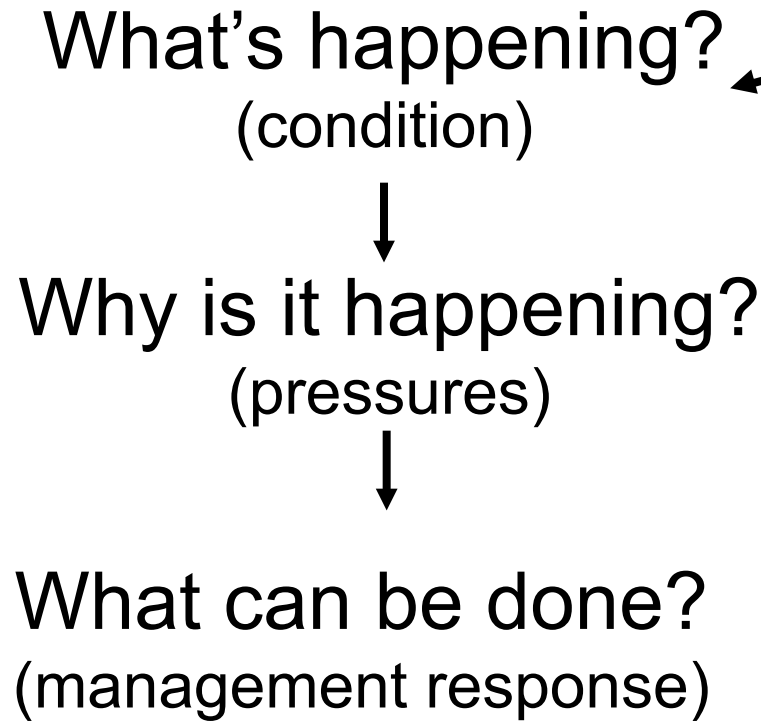 What’s happening?
(condition)
Why is it happening?
(pressures)
What can be done?
(management response)